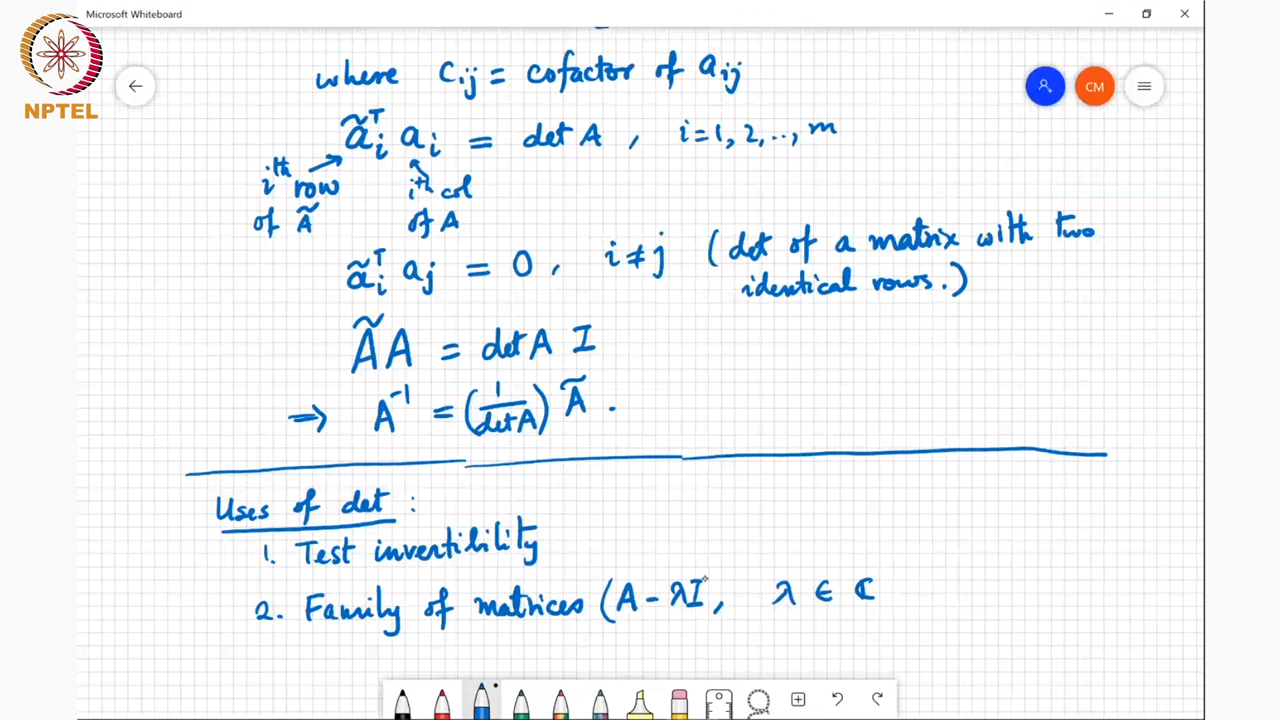 Microsoft Whiteboard
NPTEL
CM
where cij = cofactor of aij
ãᵢᵀ aᵢ = det A , i=1, 2, .., m
ith row of Ã
ith col of A
ãᵢᵀ aⱼ = 0 , i ≠ j (det of a matrix with two
identical rows.)
ÃA = det A I
⇒ A⁻¹ = (1/det A) Ã .
Uses of det :
1. Test invertibility
2. Family of matrices (A - λI, λ ∈ ℂ